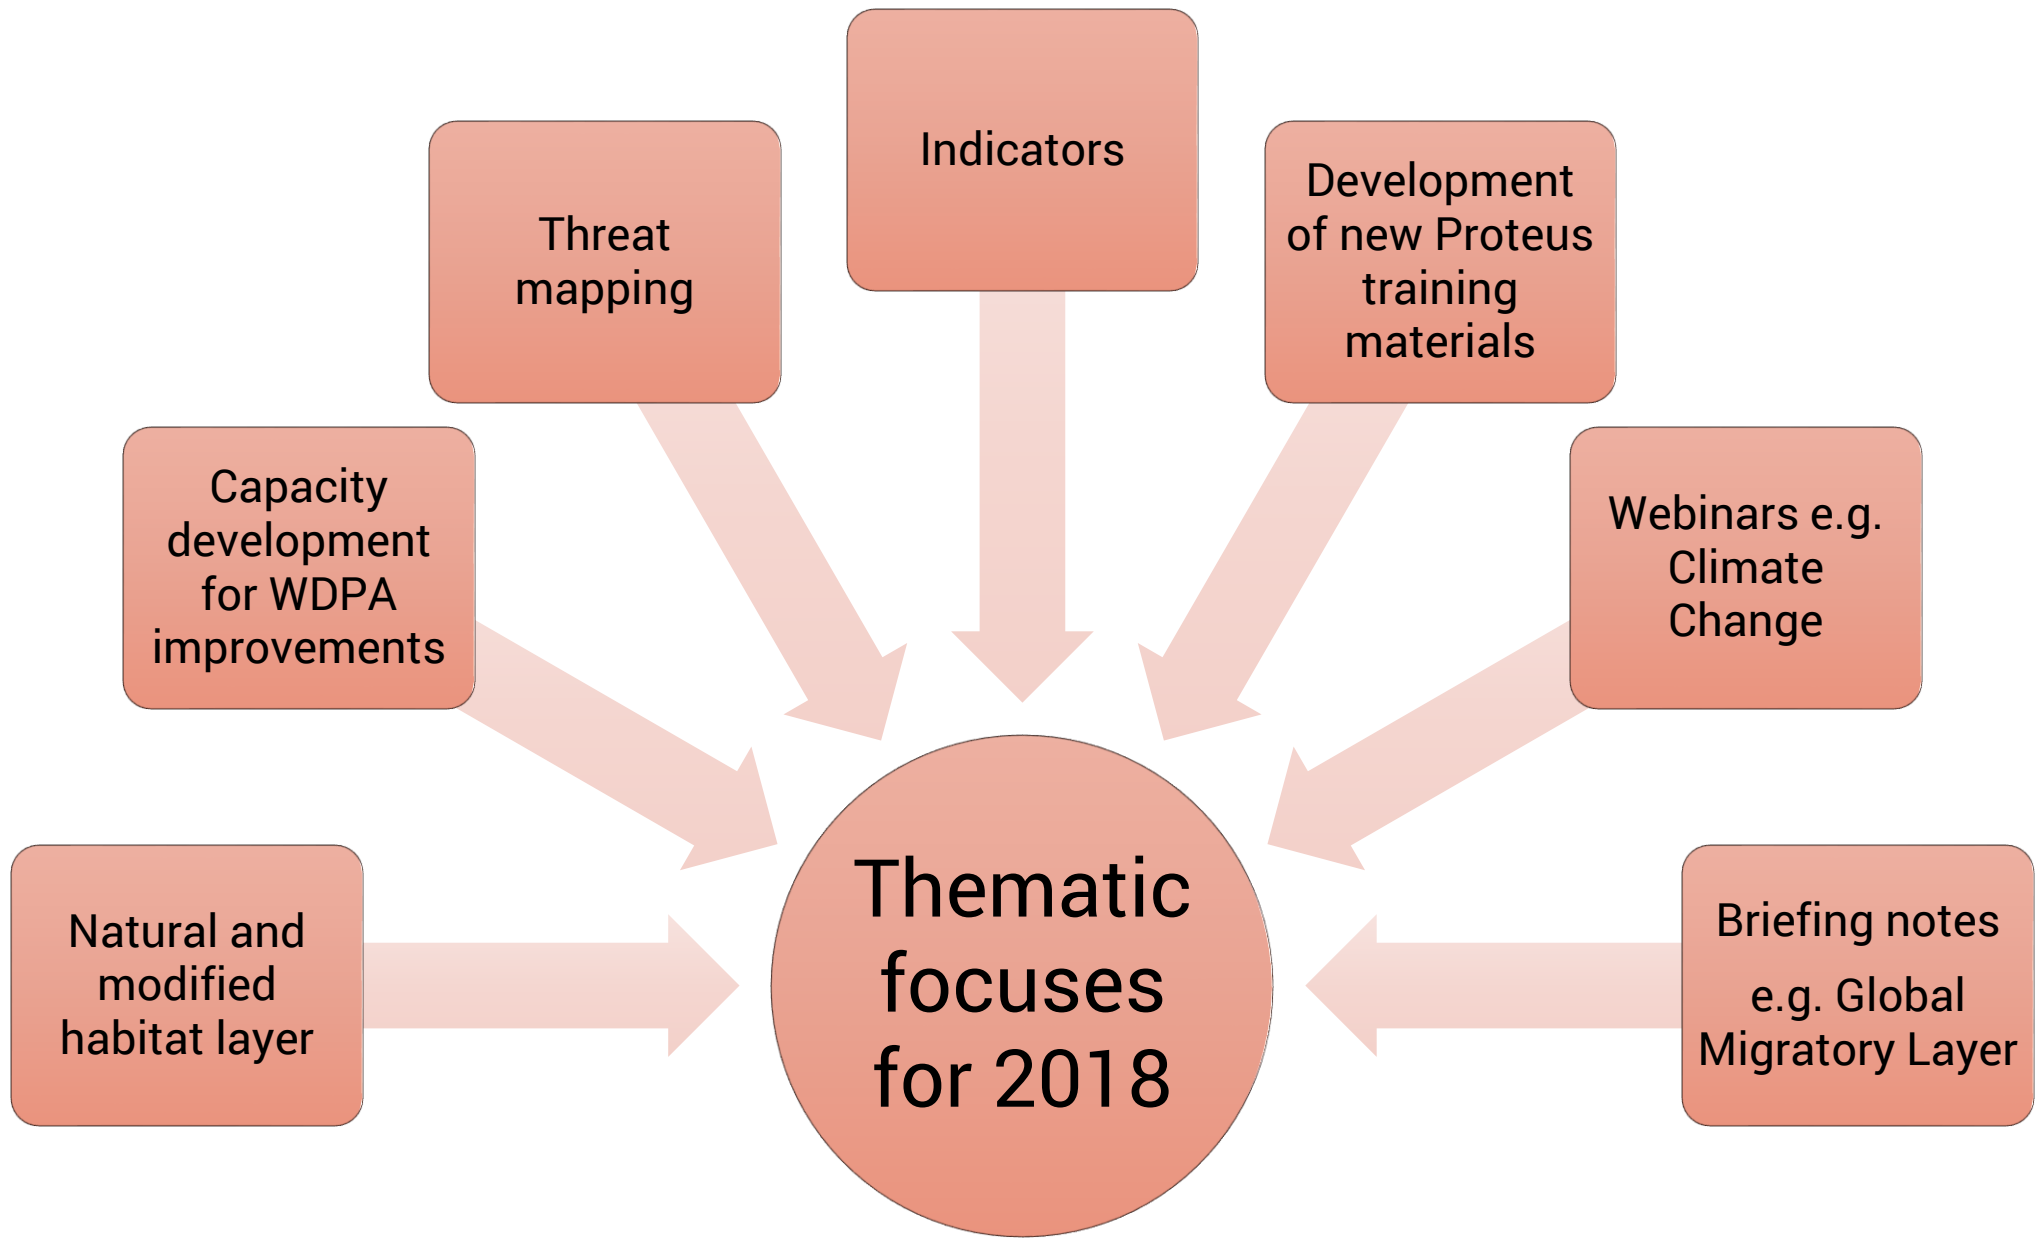 Indicators
Threat
mapping
Development
of new Proteus
training
materials
Capacity
development
for WDPA
improvements
Webinars e.g.
Climate
Change
Natural and
modified
habitat layer
Thematic
focuses
for 2018
Briefing notes
e.g. Global
Migratory Layer